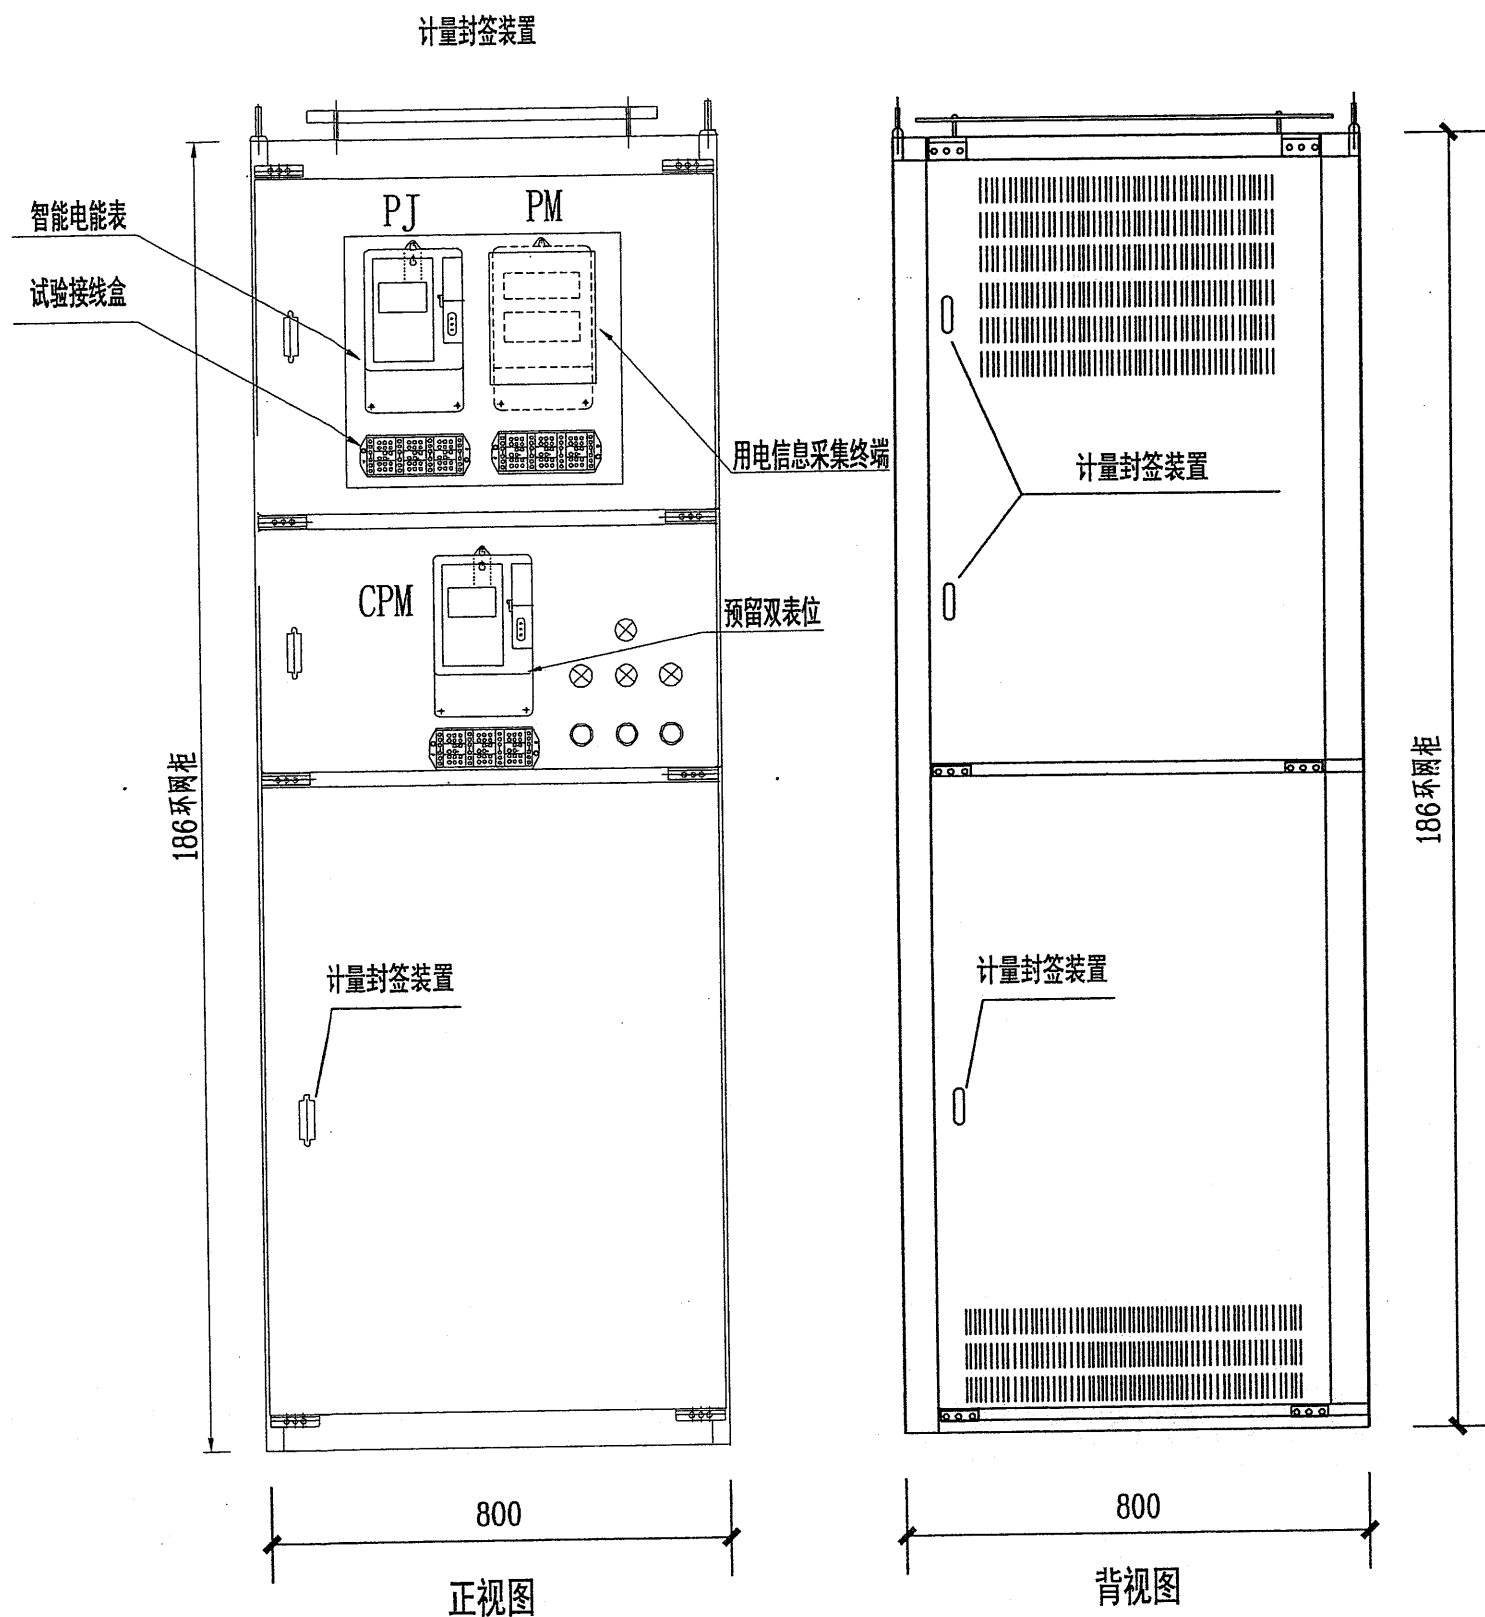 计量封签装置
PJ
PM
智能电能表
试验接线盒
用电信息采集终端
计量封签装置
CPM
预留双表位
186环网柜
186环网柜
计量封签装置
计量封签装置
800
800
正视图
背视图